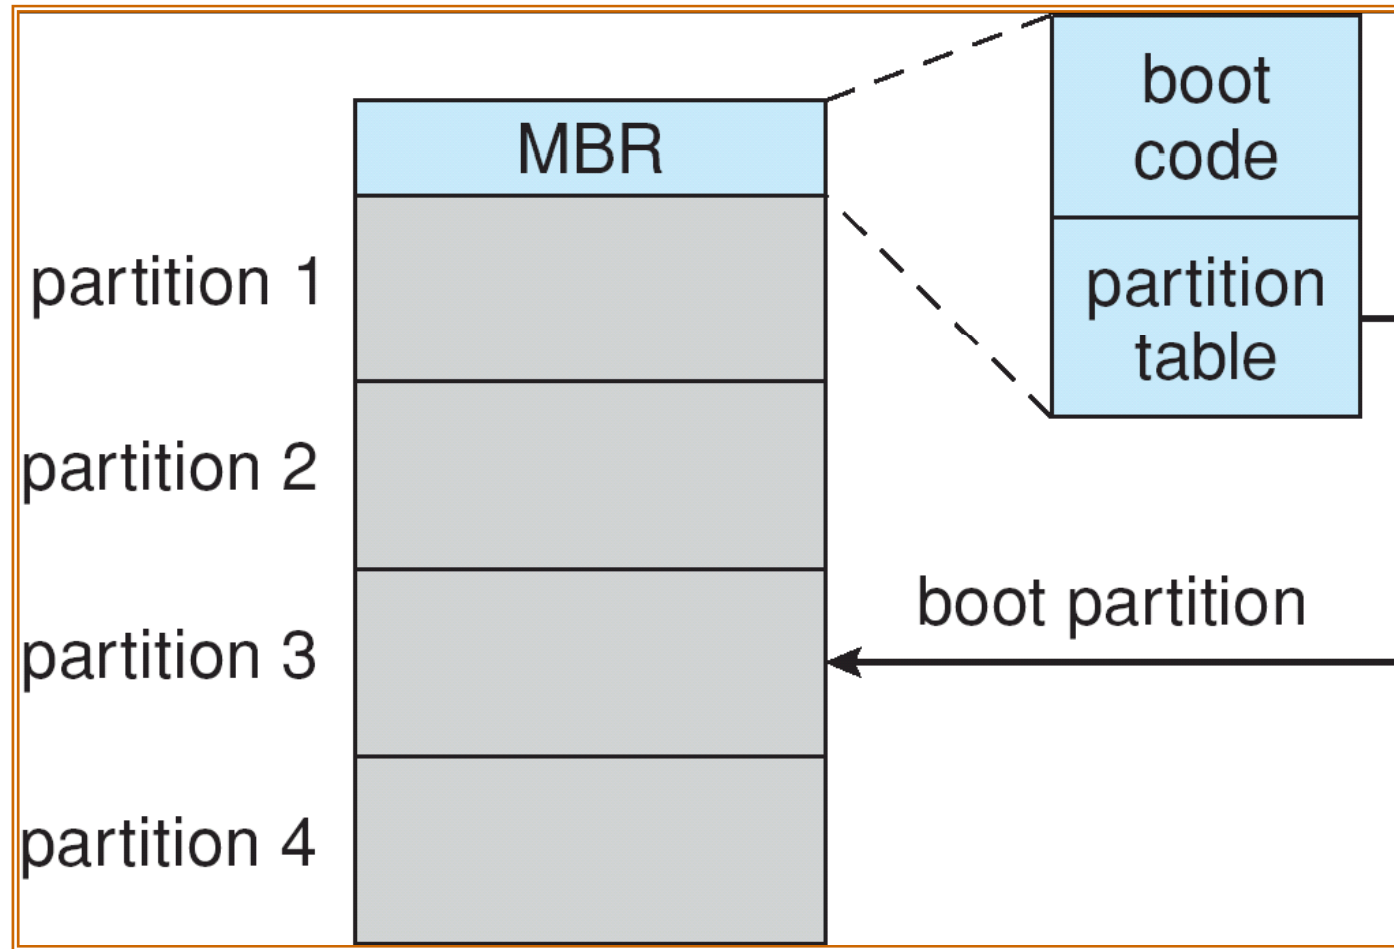 MBR
boot
code
partition
table
partition 1
partition 2
boot partition
partition 3
partition 4